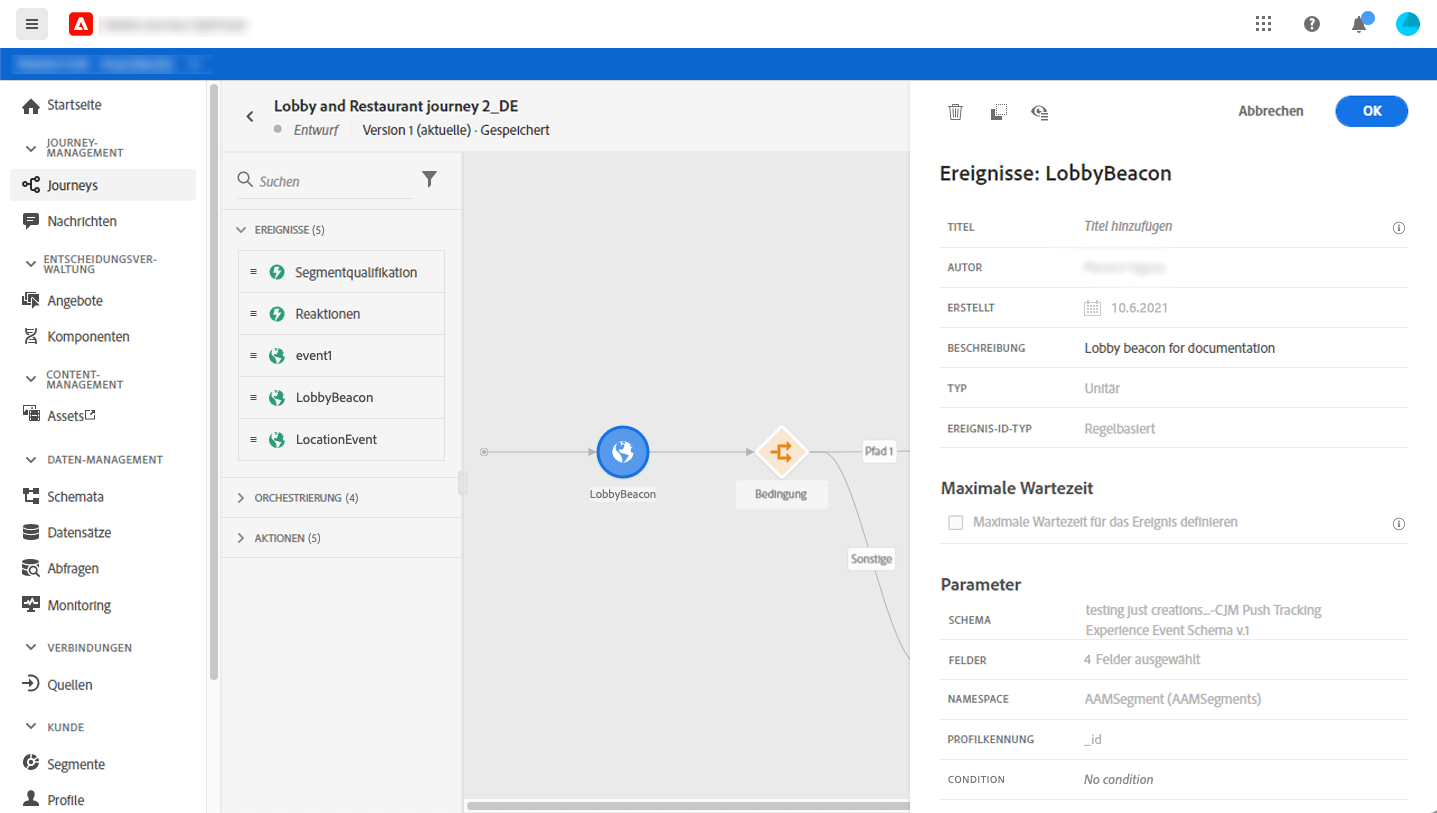 Startseite
JOURNEY-
MANAGEMENT
Journeys
Nachrichten
ENTSCHEIDUNGSVER-
WALTUNG
Angebote
Komponenten
CONTENT-
MANAGEMENT
Assets
DATEN-MANAGEMENT
Schemata
Datensätze
Abfragen
Monitoring
VERBINDUNGEN
Quellen
KUNDE
Segmente
Profile
Lobby and Restaurant journey 2_DE
Entwurf Version 1 (aktuelle) · Gespeichert
Suchen
EREIGNISSE (5)
Segmentqualifikation
Reaktionen
event1
LobbyBeacon
LocationEvent
ORCHESTRIERUNG (4)
AKTIONEN (5)
LobbyBeacon
Bedingung
Pfad 1
Sonstige
Abbrechen OK
Ereignisse: LobbyBeacon
TITEL Titel hinzufügen
AUTOR
ERSTELLT 10.6.2021
BESCHREIBUNG Lobby beacon for documentation
TYP Unitär
EREIGNIS-ID-TYP Regelbasiert
Maximale Wartezeit
Maximale Wartezeit für das Ereignis definieren
Parameter
SCHEMA testing just creations...-CJM Push Tracking
Experience Event Schema v.1
FELDER 4 Felder ausgewählt
NAMESPACE AAMSegment (AAMSegments)
PROFILKENNUNG _id
CONDITION No condition